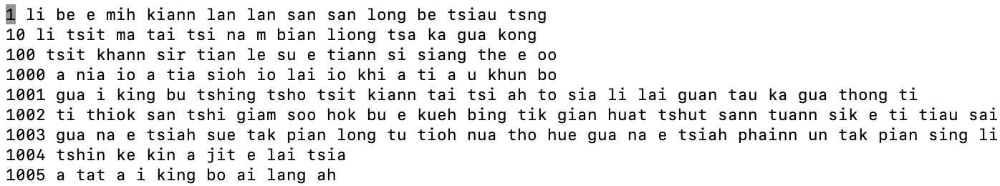 1 li be e mih kiann lan lan san san long be tsiau tsng
10 li tsit ma tai tsi na m bian liong tsa ka gua kong
100 tsit khann sir tian le su e tiann si siang the e oo
1000 a nia io a tia sioh io lai io khi a ti a u khun bo
1001 gua i king bu tshing tsho tsit kiann tai tsi ah to sia li lai guan tau ka gua thong ti
1002 ti thiok san tshi giam soo hok bu e kueh bing tik gian huat tshut sann tuann sik e ti tiau sai
1003 gua na e tsiah sue tak pian long tu tioh nua tho hue gua na e tsiah phainn un tak pian sing li
1004 tshin ke kin a jit e lai tsia
1005 a tat a i king bo ai lang ah